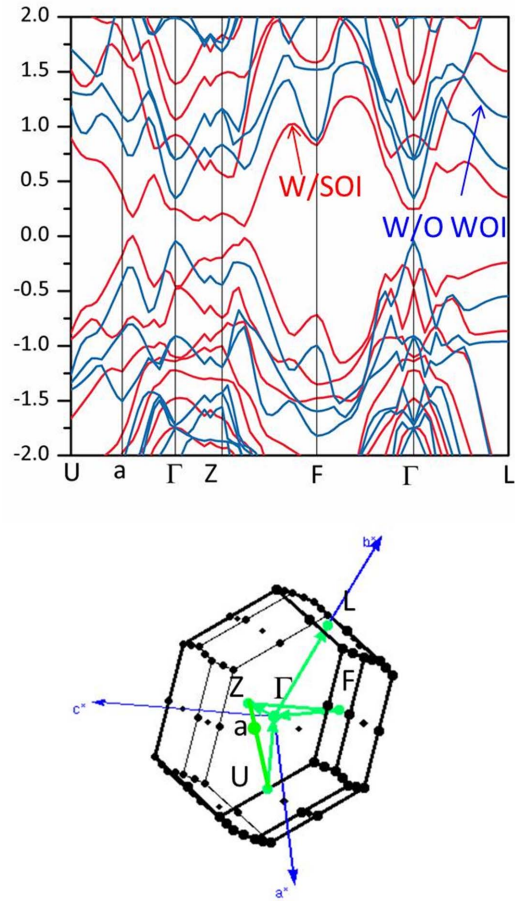 2.0
1.5
1.0
W/SOI
0.5
W/O WOI
0.0
-0.5
-1.0
-1.5
-2.0
U a Γ Z F Γ L
b*
L
Z Γ F
c*
a
U
a*